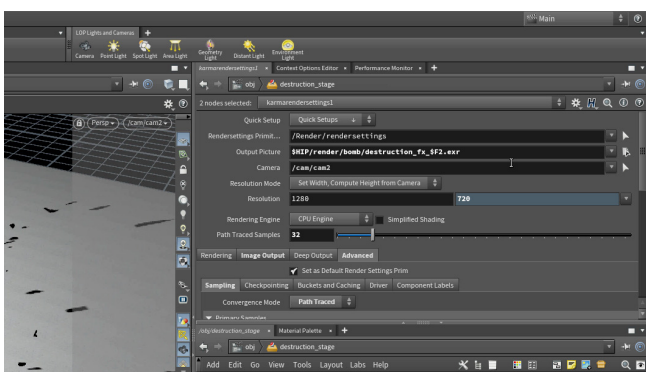 Main
LOP Lights and Cameras
Camera Point Light Spot Light Area Light Geometry Light Distant Light Environment Light
karmarendersettings1 Context Options Editor Performance Monitor
obj destruction_stage
2 nodes selected: karmarendersettings1
Persp /cam/cam2
Quick Setup Quick Setups
Rendersettings Primit... /Render/rendersettings
Output Picture $HIP/render/bomb/destruction_fx_$F2.exr
Camera /cam/cam2
Resolution Mode Set Width, Compute Height from Camera
Resolution 1280 720
Rendering Engine CPU Engine Simplified Shading
Path Traced Samples 32
Rendering Image Output Deep Output Advanced
Set as Default Render Settings Prim
Sampling Checkpointing Buckets and Caching Driver Component Labels
Convergence Mode Path Traced
Primary Samples
/obj/destruction_stage Material Palette
obj destruction_stage
Add Edit Go View Tools Layout Labs Help